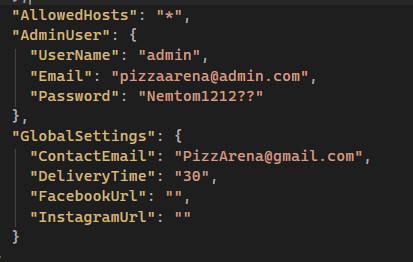 "AllowedHosts": "*",
"AdminUser": {
"UserName": "admin",
"Email": "pizzaarena@admin.com",
"Password": "Nemtom1212??"
},
"GlobalSettings": {
"ContactEmail": "PizzArena@gmail.com",
"DeliveryTime": "30",
"FacebookUrl": "",
"InstagramUrl": ""
}